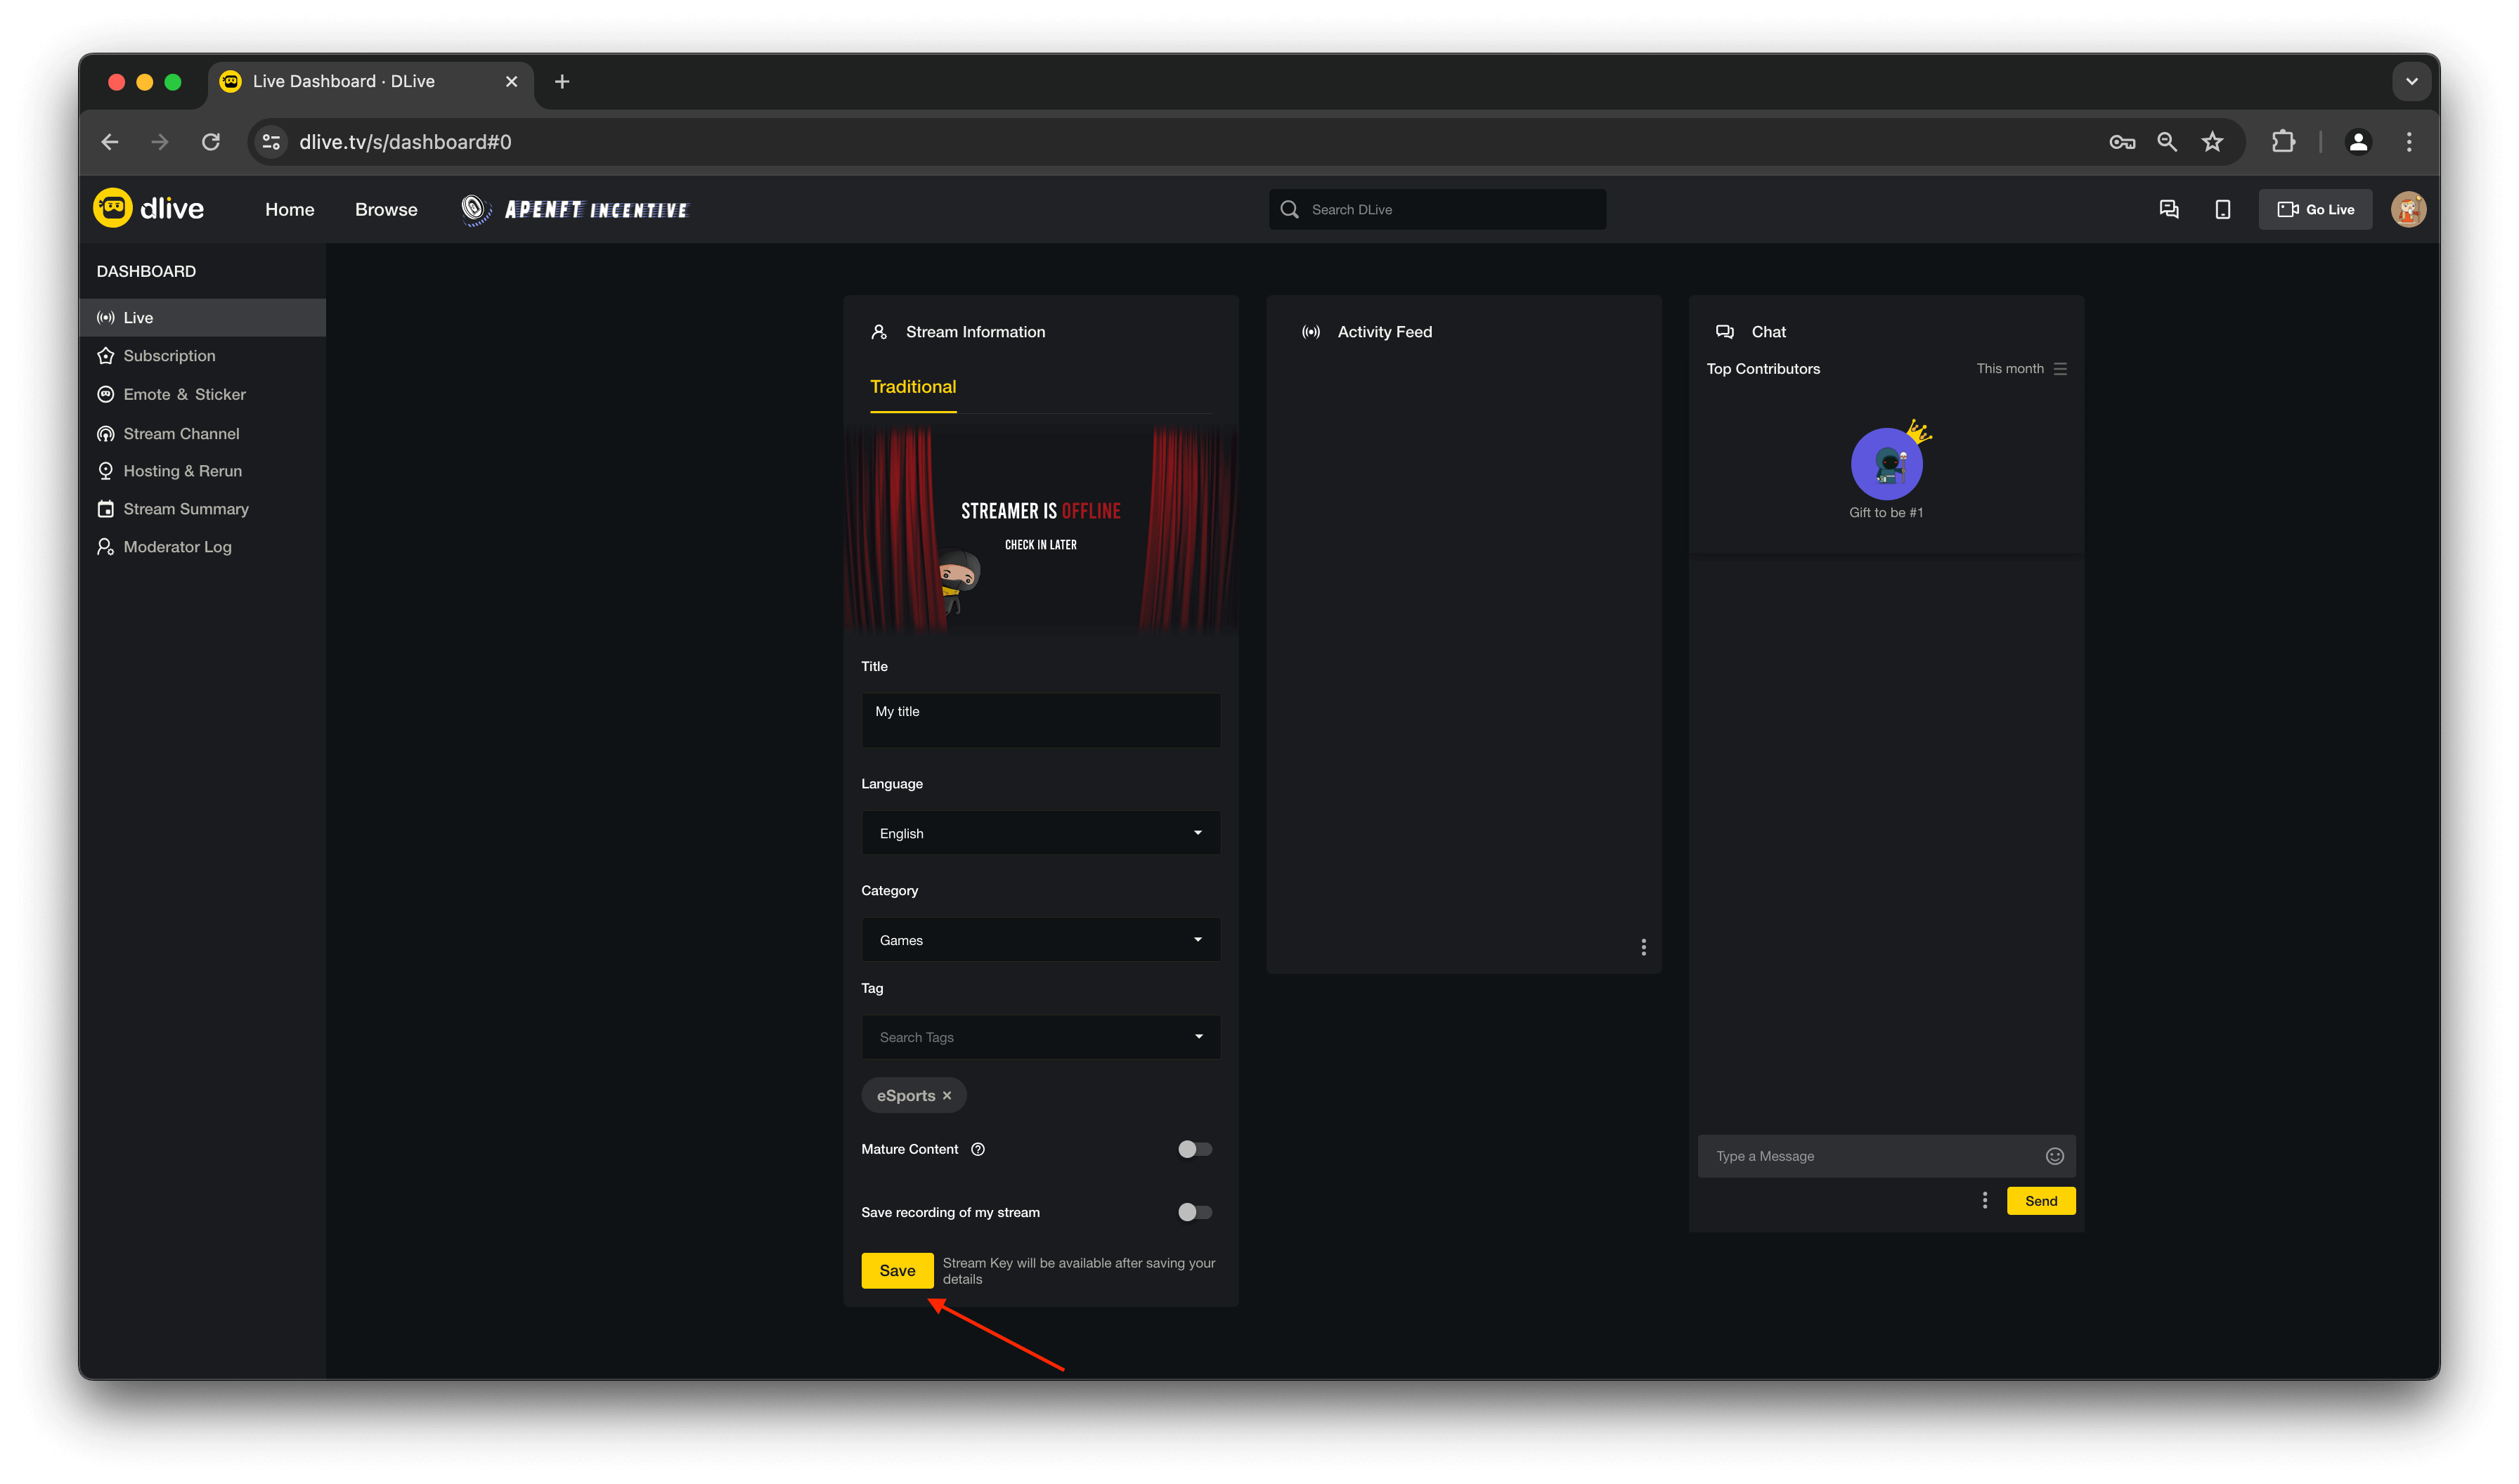 Live Dashboard · DLive
dlive.tv/s/dashboard#0
dlive
Home
Browse
APENFT INCENTIVE
Search DLive
Go Live
DASHBOARD
Live
Subscription
Emote & Sticker
Stream Channel
Hosting & Rerun
Stream Summary
Moderator Log
Stream Information
Traditional
STREAMER IS OFFLINE
CHECK IN LATER
Title
My title
Language
English
Category
Games
Tag
Search Tags
eSports ×
Mature Content
Save recording of my stream
Save
Stream Key will be available after saving your
details
Activity Feed
Chat
Top Contributors
This month
Gift to be #1
Type a Message
Send